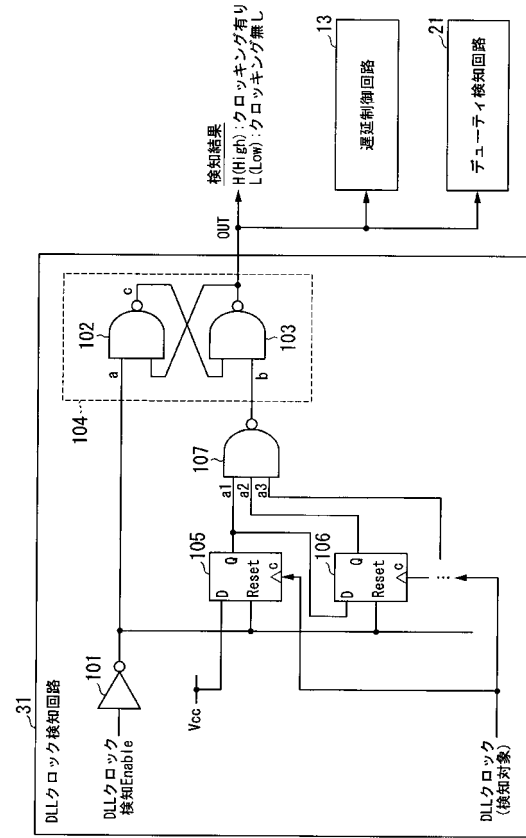 31
DLLクロック検知回路
DLLクロック
検知Enable
101
Vcc
DLLクロック
(検知対象)
105
D
Q
Reset
c
106
D
Q
Reset
c
...
107
a1
a2
a3
104
102
a
c
103
b
OUT
検知結果
H(High):クロッキング有り
L(Low):クロッキング無し
13
遅延制御回路
21
デューティ検知回路